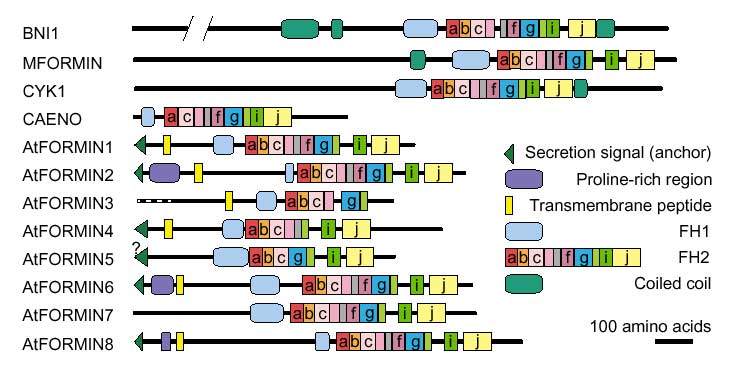 BNI1 a b c f g i j
MFORMIN a b c f g i j
CYK1 a b c f g i j
CAENO a b c f g i j
AtFORMIN1 a b c f g i j
AtFORMIN2 a b c f g i j
AtFORMIN3 a b c g i
AtFORMIN4 a b c i j
? AtFORMIN5 a b c g i j
AtFORMIN6 a b c f g i j
AtFORMIN7 a b c f g i j
AtFORMIN8 a b c f g i j
Secretion signal (anchor)
Proline-rich region
Transmembrane peptide
FH1
a b c f g i j FH2
Coiled coil
100 amino acids